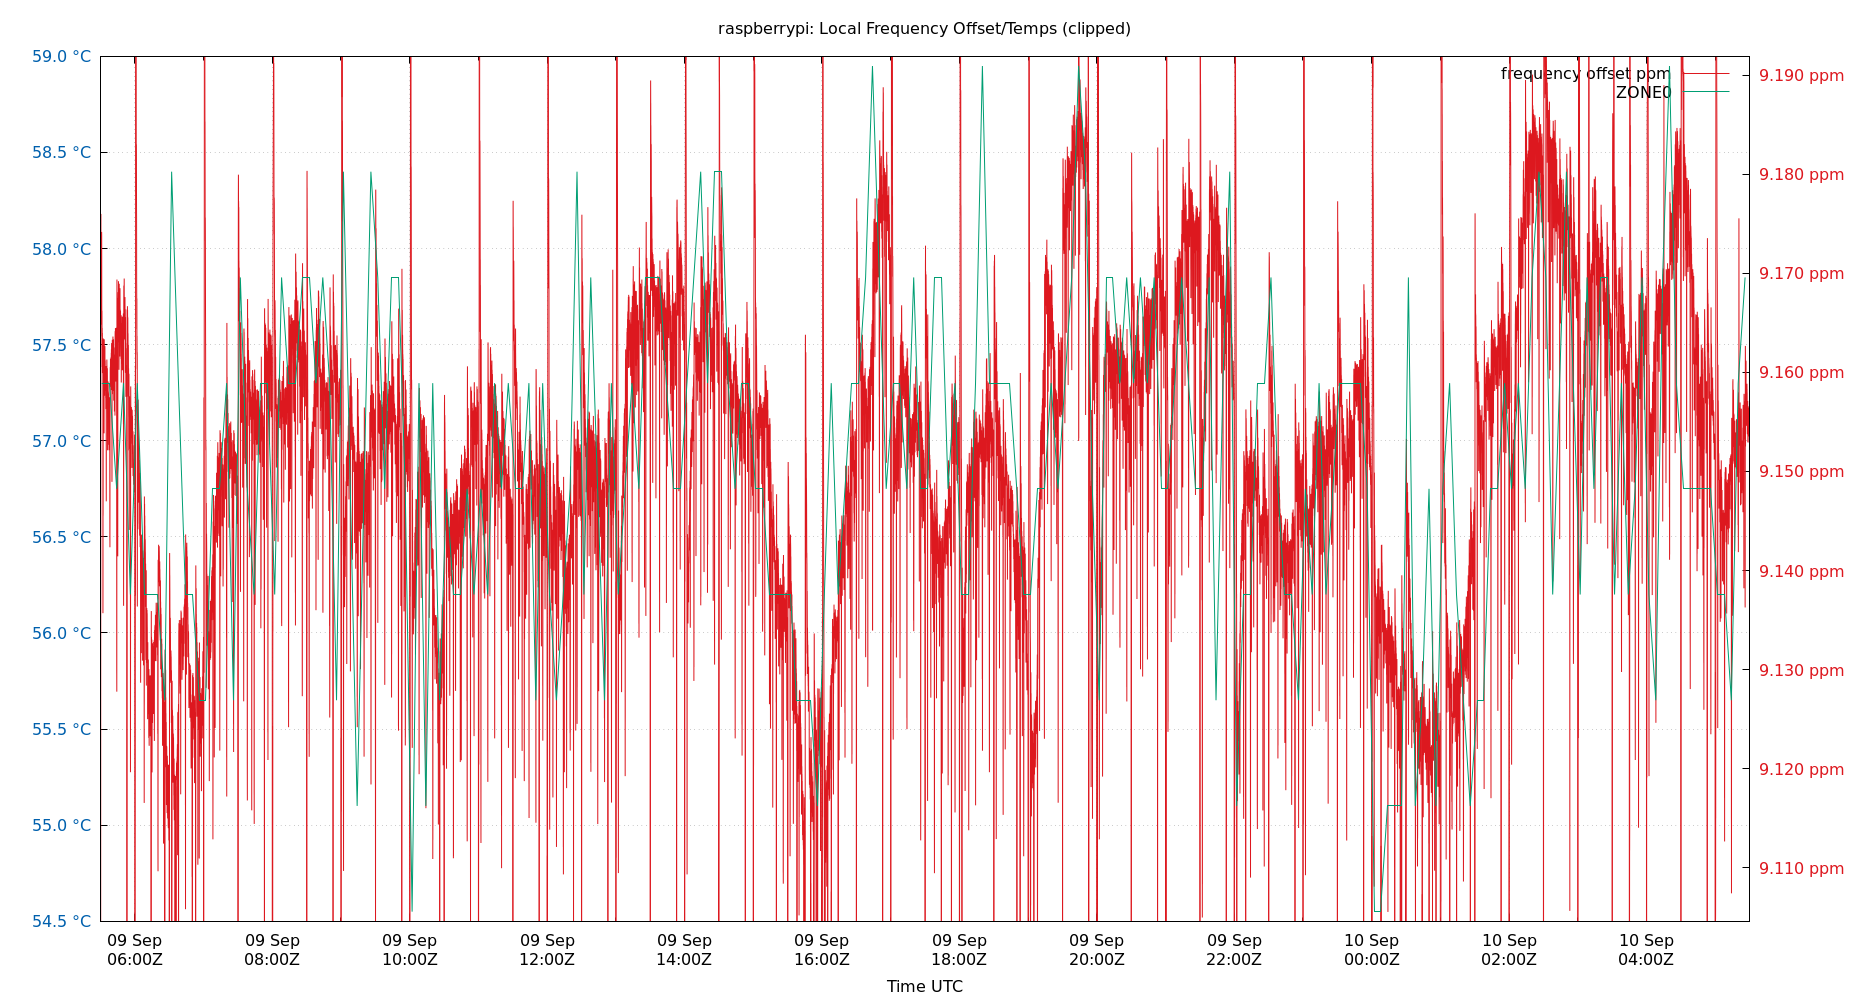 raspberrypi: Local Frequency Offset/Temps (clipped)
59.0 °C
58.5 °C
58.0 °C
57.5 °C
57.0 °C
56.5 °C
56.0 °C
55.5 °C
55.0 °C
54.5 °C
frequency offset ppm
ZONE0
9.190 ppm
9.180 ppm
9.170 ppm
9.160 ppm
9.150 ppm
9.140 ppm
9.130 ppm
9.120 ppm
9.110 ppm
09 Sep 09 Sep 09 Sep 09 Sep 09 Sep 09 Sep 09 Sep 09 Sep 09 Sep 10 Sep 10 Sep 10 Sep
06:00Z 08:00Z 10:00Z 12:00Z 14:00Z 16:00Z 18:00Z 20:00Z 22:00Z 00:00Z 02:00Z 04:00Z
Time UTC